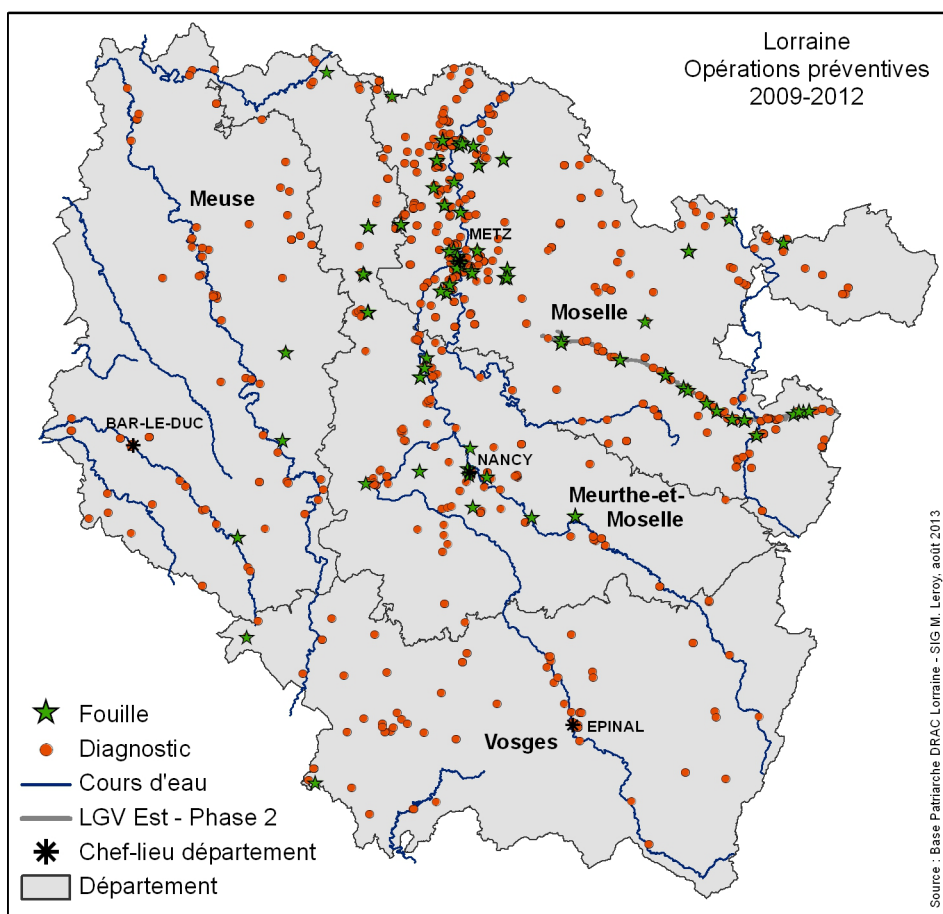 Lorraine
Opérations préventives
2009-2012
Meuse
METZ
Moselle
BAR-LE-DUC
NANCY
Meurthe-et-
Moselle
EPINAL
Vosges
Fouille
Diagnostic
Cours d'eau
LGV Est - Phase 2
Chef-lieu département
Département
Source : Base Patriarche DRAC Lorraine - SIG M. Leroy, août 2013